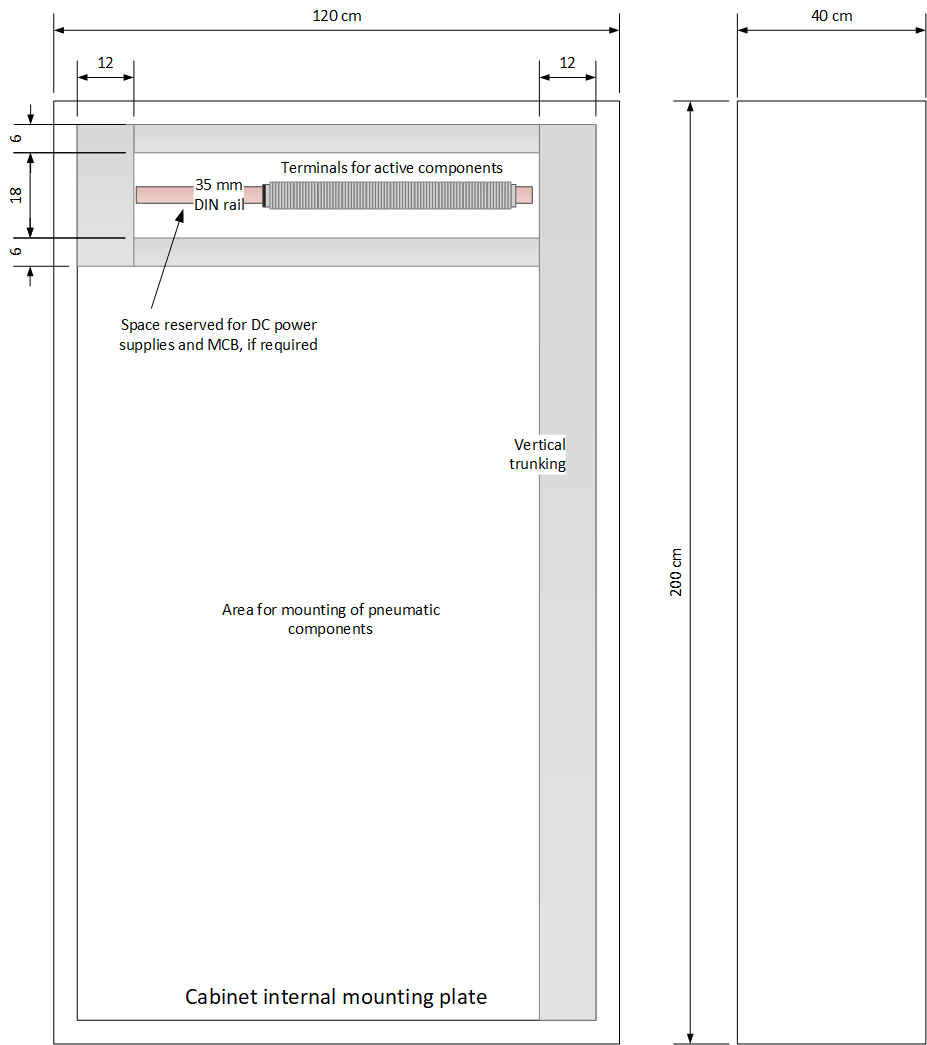 120 cm
40 cm
12
12
6
18
6
Terminals for active components
35 mm
DIN rail
Space reserved for DC power
supplies and MCB, if required
Vertical
trunking
200 cm
Area for mounting of pneumatic
components
Cabinet internal mounting plate